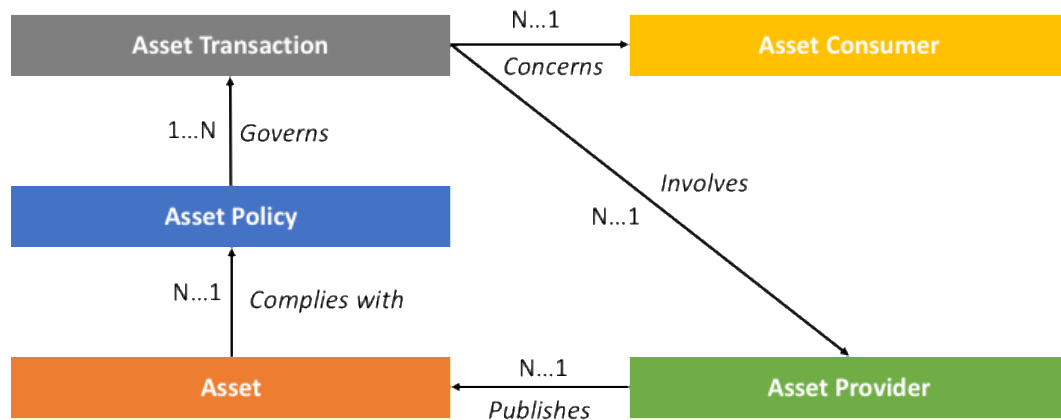 N...1
Asset Transaction
Asset Consumer
Concerns
1...N
Governs
Involves
Asset Policy
N...1
N...1
Complies with
N...1
Asset
Asset Provider
Publishes